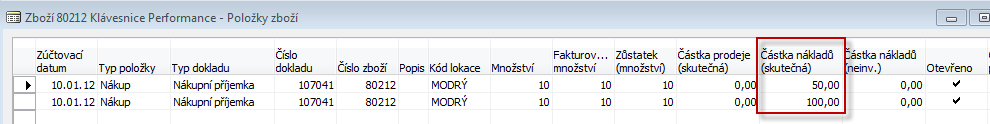 Zboží 80212 Klávesnice Performance - Položky zboží
Zúčtovací datum Typ položky Typ dokladu Číslo dokladu Číslo zboží Popis Kód lokace Množství Fakturov... množství Zůstatek (množství) Částka prodeje (skutečná) Částka nákladů (skutečná) Částka nákladů (neinv.) Otevřeno
10.01.12 Nákup Nákupní příjemka 107041 80212 MODRÝ 10 10 10 0,00 50,00 0,00 ✔
10.01.12 Nákup Nákupní příjemka 107041 80212 MODRÝ 10 10 10 0,00 100,00 0,00 ✔